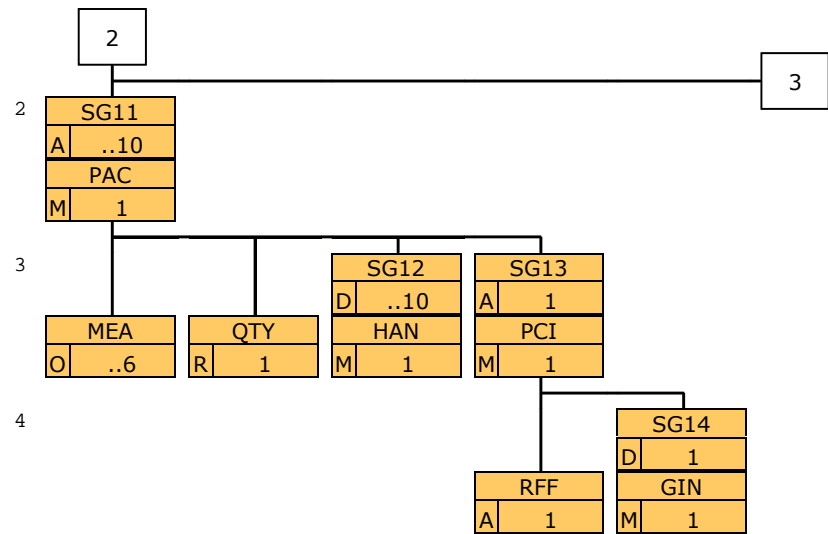 2
3
2
SG11
A ..10
PAC
M 1
3
SG12 SG13
D ..10 A 1
MEA QTY HAN PCI
O ..6 R 1 M 1 M 1
4
SG14
D 1
RFF GIN
A 1 M 1